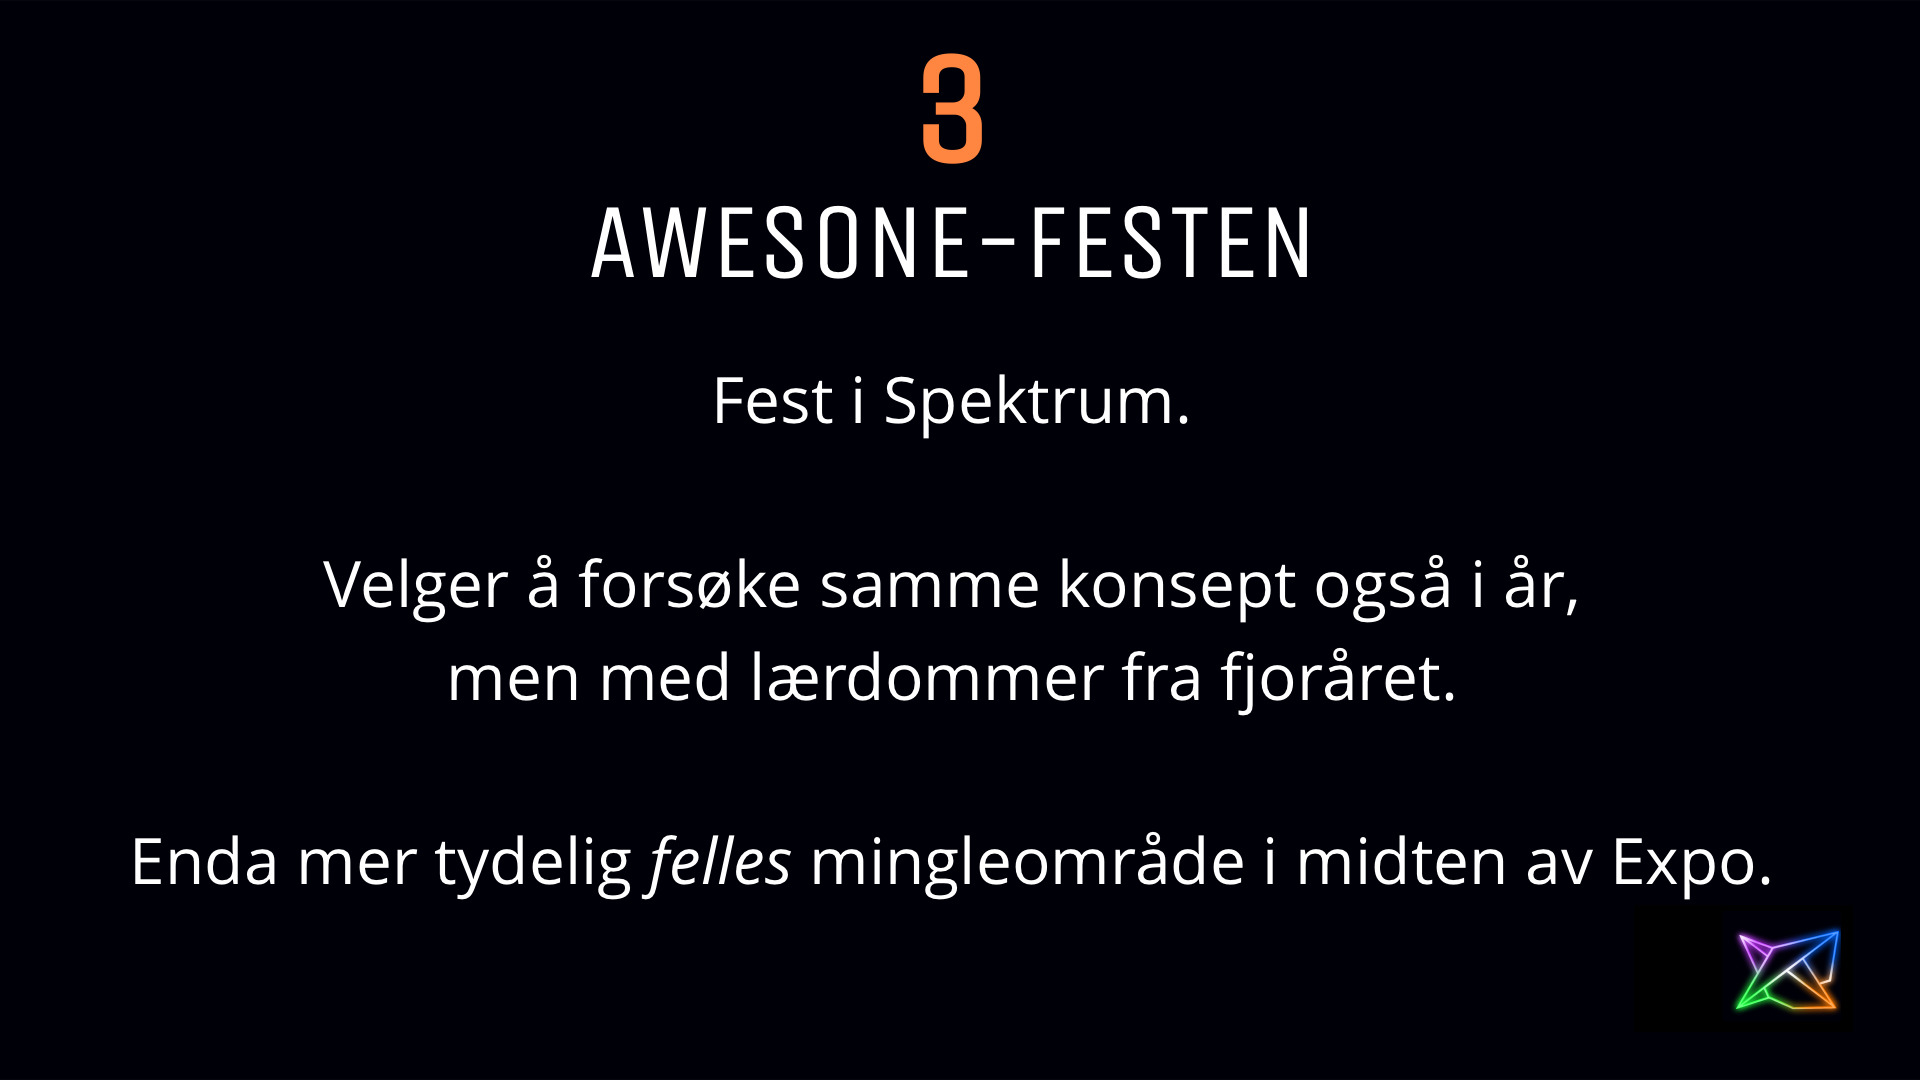 3
AWESONE-FESTEN
Fest i Spektrum.
Velger å forsøke samme konsept også i år,
men med lærdommer fra fjoråret.
Enda mer tydelig felles mingleområde i midten av Expo.